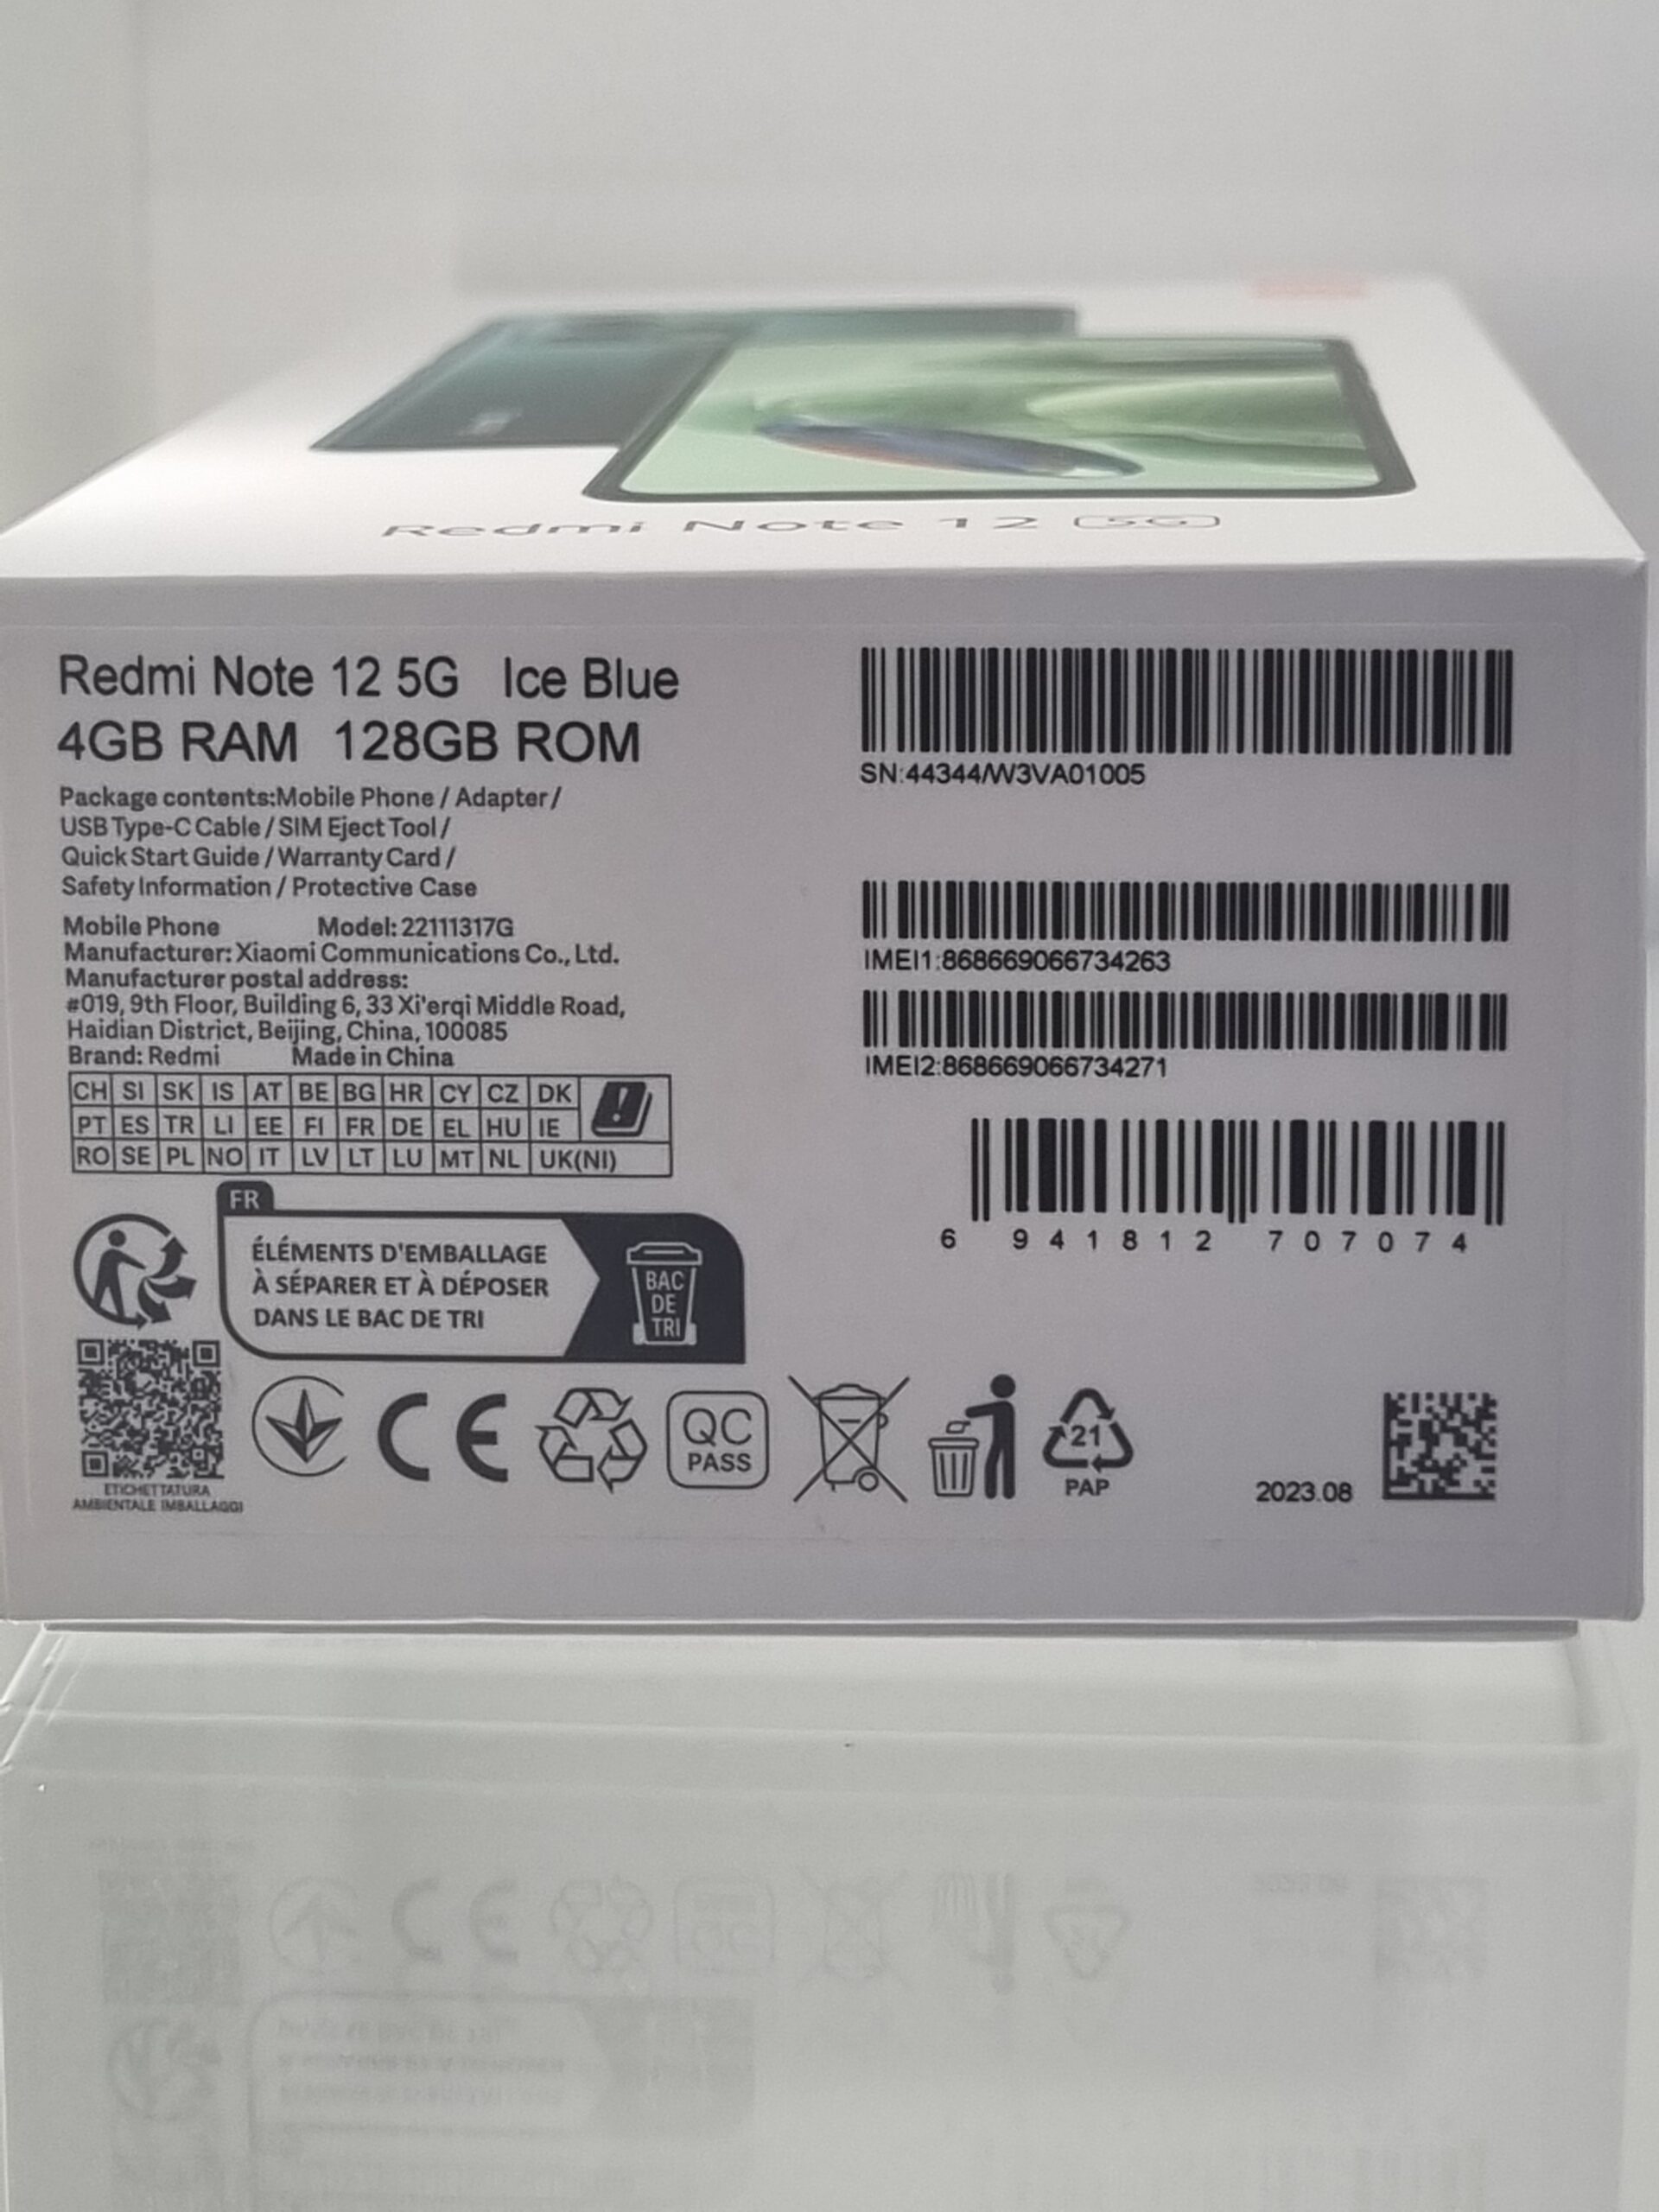 Redmi Note 12 5G
Redmi Note 12 5G Ice Blue
4GB RAM 128GB ROM
Package contents:Mobile Phone / Adapter /
USB Type-C Cable / SIM Eject Tool /
Quick Start Guide / Warranty Card /
Safety Information / Protective Case
Mobile Phone Model: 22111317G
Manufacturer: Xiaomi Communications Co., Ltd.
Manufacturer postal address:
#019, 9th Floor, Building 6, 33 Xi'erqi Middle Road,
Haidian District, Beijing, China, 100085
Brand: Redmi Made in China
CH SI SK IS AT BE BG HR CY CZ DK
PT ES TR LI EE FI FR DE EL HU IE
RO SE PL NO IT LV LT LU MT NL UK(NI)
FR
ÉLÉMENTS D'EMBALLAGE
À SÉPARER ET À DÉPOSER
DANS LE BAC DE TRI
BAC
DE
TRI
ETICHETTATURA
AMBIENTALE IMBALLAGGI
CE
QC
PASS
21
PAP
SN:44344/W3VA01005
IMEI1:868669066734263
IMEI2:868669066734271
6 941812 707074
2023.08